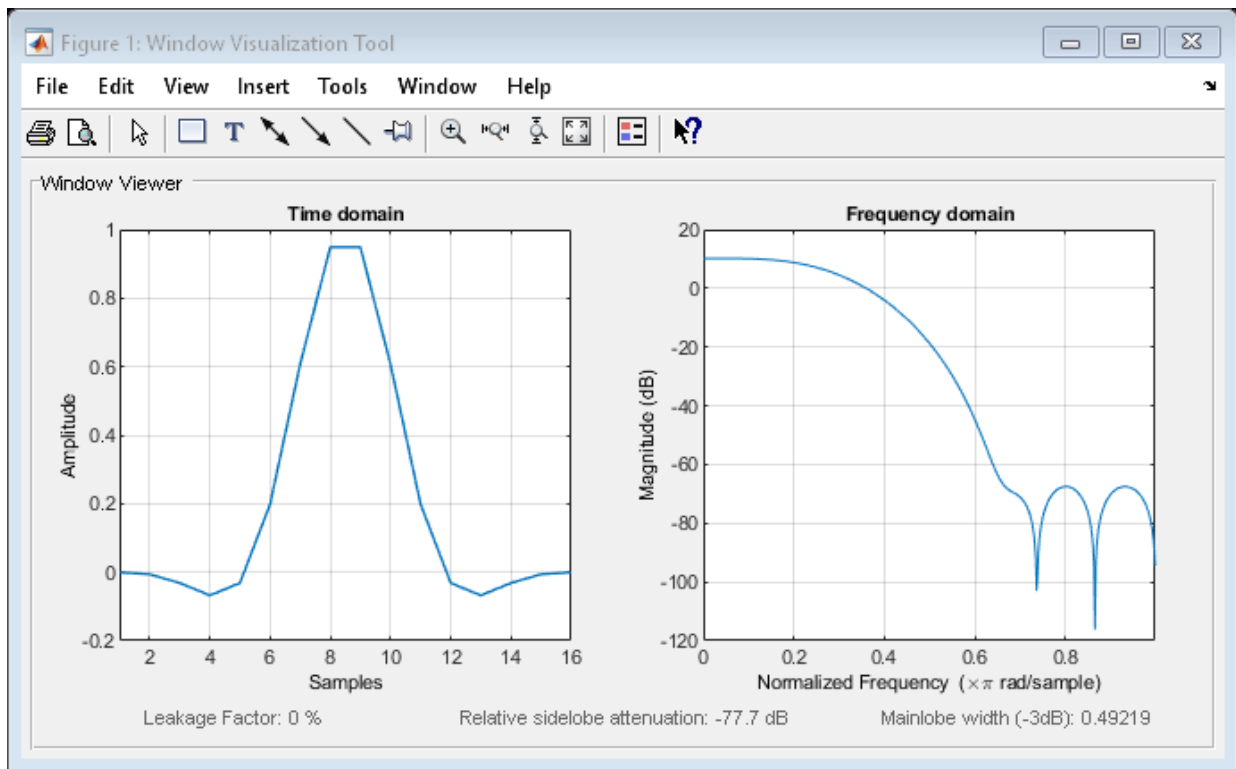 Figure 1: Window Visualization Tool
File Edit View Insert Tools Window Help
Window Viewer
Time domain
1
0.8
0.6
0.4
0.2
0
-0.2
Amplitude
2 4 6 8 10 12 14 16
Samples
Frequency domain
20
0
-20
-40
-60
-80
-100
-120
Magnitude (dB)
0 0.2 0.4 0.6 0.8
Normalized Frequency (×π rad/sample)
Leakage Factor: 0 % Relative sidelobe attenuation: -77.7 dB Mainlobe width (-3dB): 0.49219